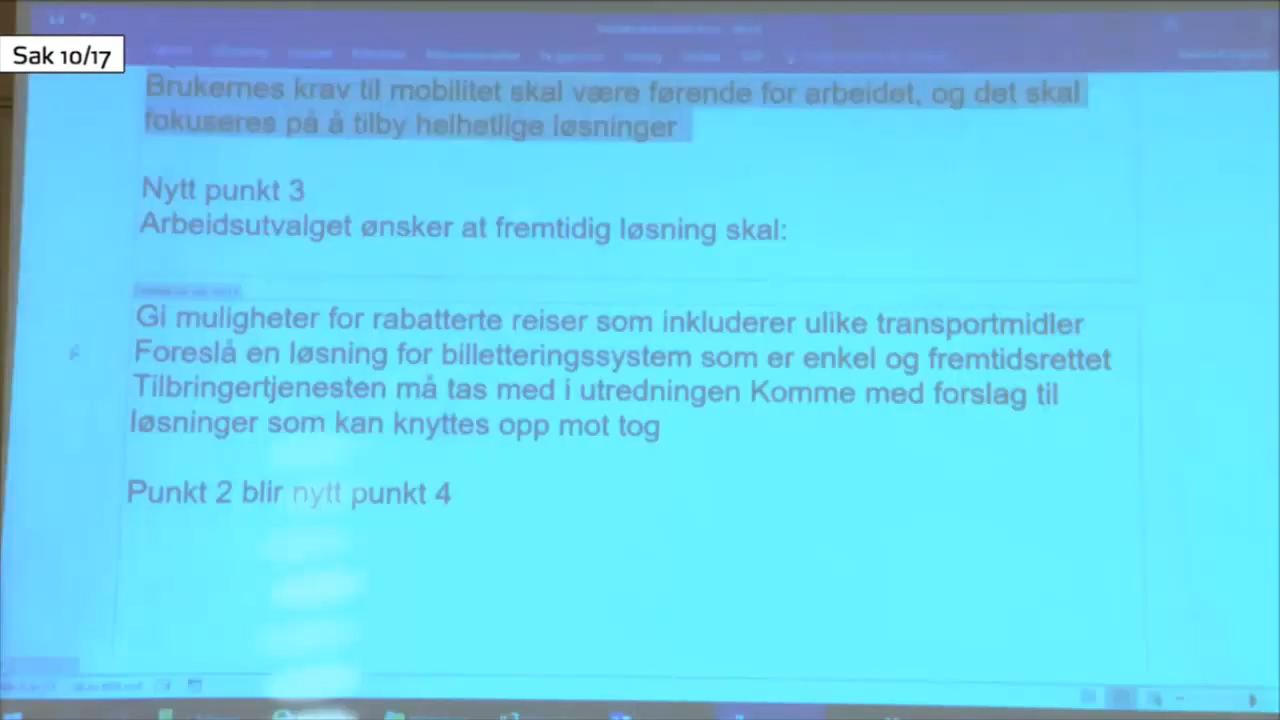 Sak 10/17
Brukernes krav til mobilitet skal være førende for arbeidet, og det skal
fokuseres på å tilby helhetlige løsninger
Nytt punkt 3
Arbeidsutvalget ønsker at fremtidig løsning skal:
Gi muligheter for rabatterte reiser som inkluderer ulike transportmidler
Foreslå en løsning for billetteringssystem som er enkel og fremtidsrettet
Tilbringertjenesten må tas med i utredningen Komme med forslag til
løsninger som kan knyttes opp mot tog
Punkt 2 blir nytt punkt 4